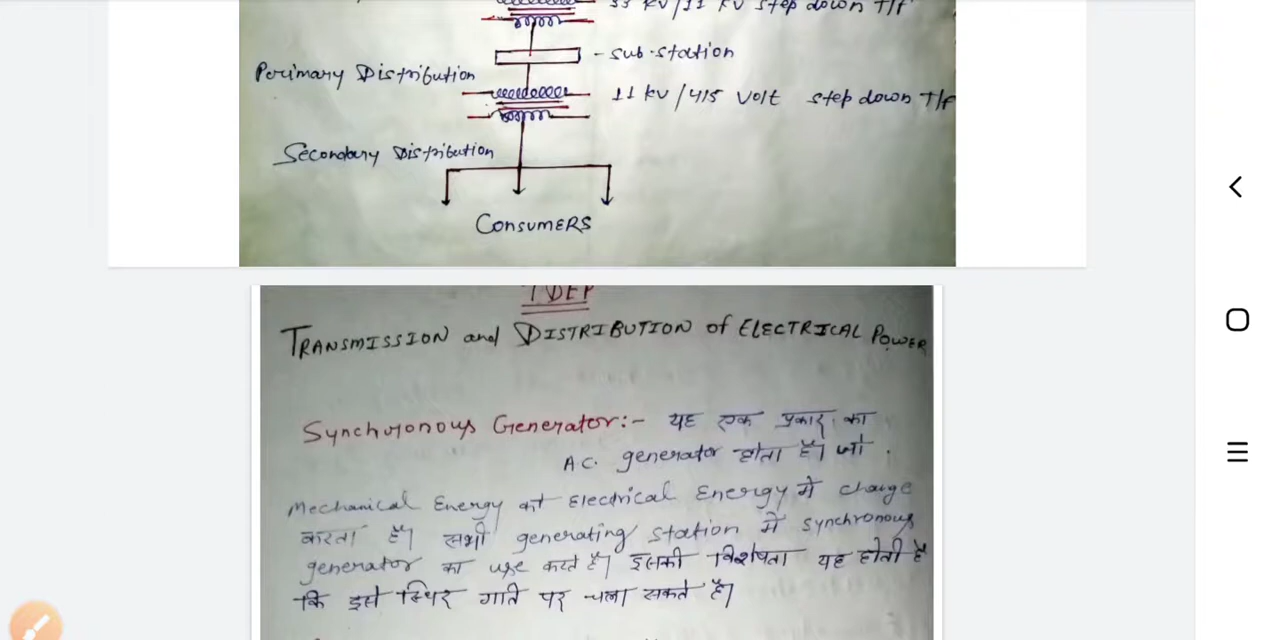 33 kV/11 kV step down T/f
- Sub-station
Primary Distribution
11 kV/415 Volt step down T/f
Secondary Distribution
Consumers
TDEP
TRANSMISSION and DISTRIBUTION of ELECTRICAL POWER
Synchronous Generator:- यह एक प्रकार का
A.C. generator होता है। जो
Mechanical Energy को Electrical Energy में change
करता है। सभी generating station में synchronous
generator का use करते है। इसकी विशेषता यह होती है
कि इसे स्थिर गति पर चला सकते है।